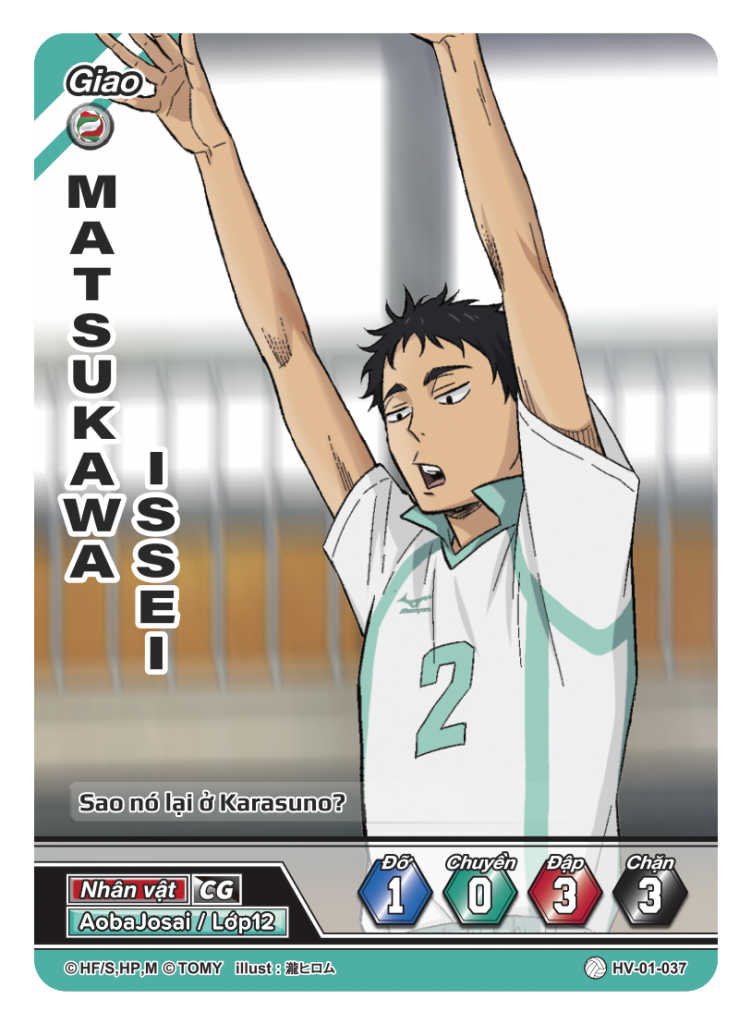 Giao
MATSUKAWA
ISSEI
2
Sao nó lại ở Karasuno?
Đỡ Chuyền Đập Chặn
1 0 3 3
Nhân vật CG
AobaJosai / Lớp12
©HF/S,HP,M ©TOMY illust : 瀧ヒロム HV-01-037